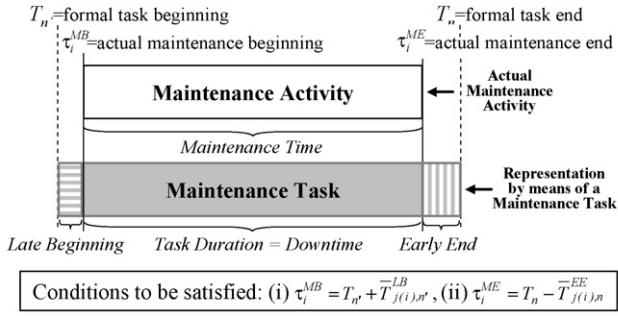 Tₙ'=formal task beginning
Tₙ=formal task end
τᵢᴹᴮ=actual maintenance beginning
τᵢᴹᴱ=actual maintenance end
Maintenance Activity
Actual
Maintenance
Activity
Maintenance Time
Maintenance Task
Representation
by means of a
Maintenance Task
Late Beginning
Task Duration = Downtime
Early End
Conditions to be satisfied: (i) τᵢᴹᴮ = Tₙ' + T̅ᴸᴮ_{j(i),n'} , (ii) τᵢᴹᴱ = Tₙ − T̅ᴱᴱ_{j(i),n}